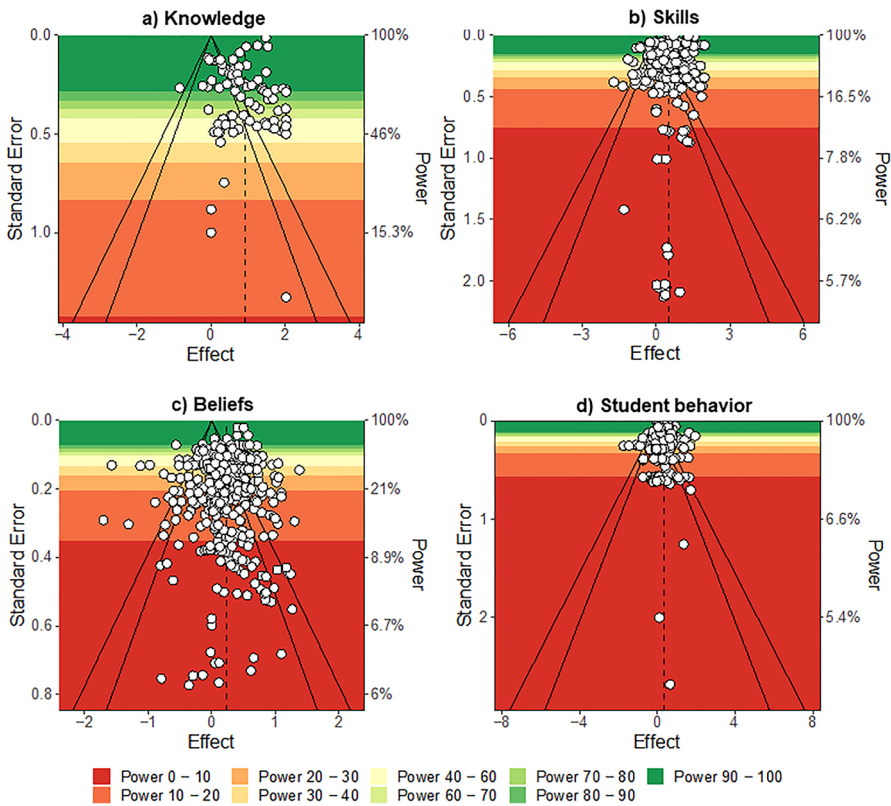 a) Knowledge
0.0
0.5
1.0
Standard Error
100%
46%
15.3%
Power
−4 −2 0 2 4
Effect
b) Skills
0.0
0.5
1.0
1.5
2.0
Standard Error
100%
16.5%
7.8%
6.2%
5.7%
Power
−6 −3 0 3 6
Effect
c) Beliefs
0.0
0.2
0.4
0.6
0.8
Standard Error
100%
21%
8.9%
6.7%
6%
Power
−2 −1 0 1 2
Effect
d) Student behavior
0
1
2
Standard Error
100%
6.6%
5.4%
Power
−8 −4 0 4 8
Effect
Power 0 – 10 Power 20 – 30 Power 40 – 60 Power 70 – 80 Power 90 – 100
Power 10 – 20 Power 30 – 40 Power 60 – 70 Power 80 – 90